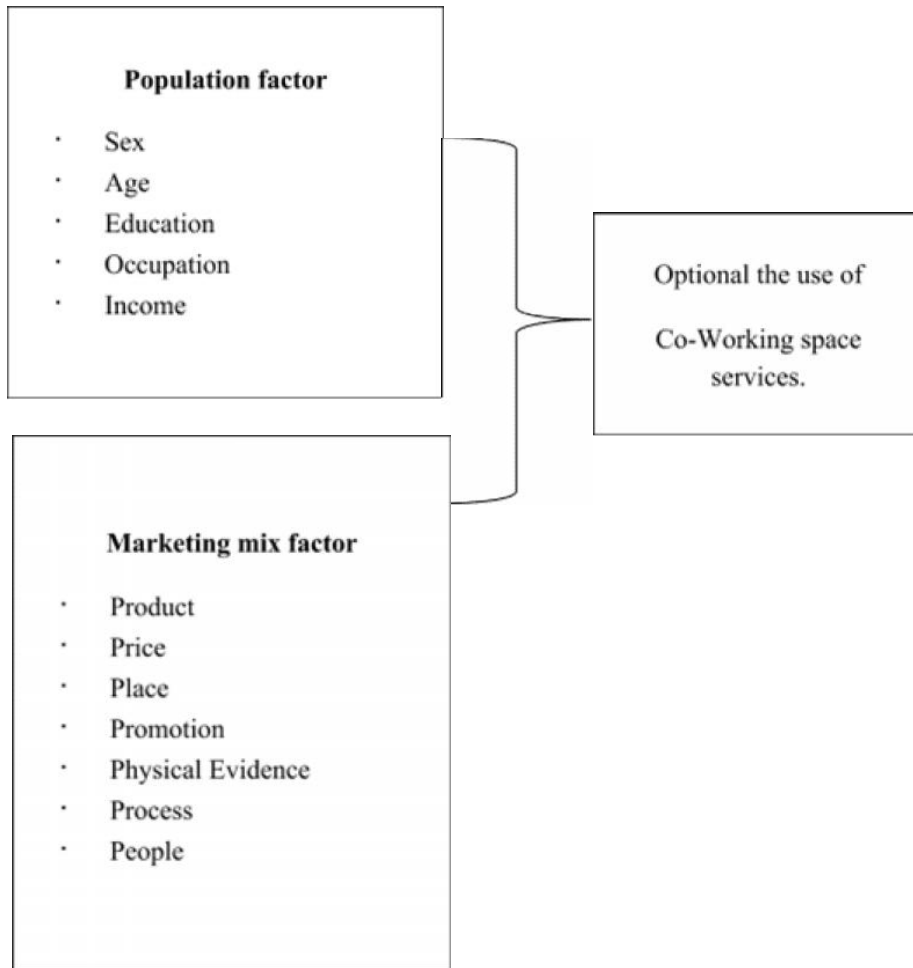 Population factor
· Sex
· Age
· Education
· Occupation
· Income
Optional the use of
Co-Working space
services.
Marketing mix factor
· Product
· Price
· Place
· Promotion
· Physical Evidence
· Process
· People